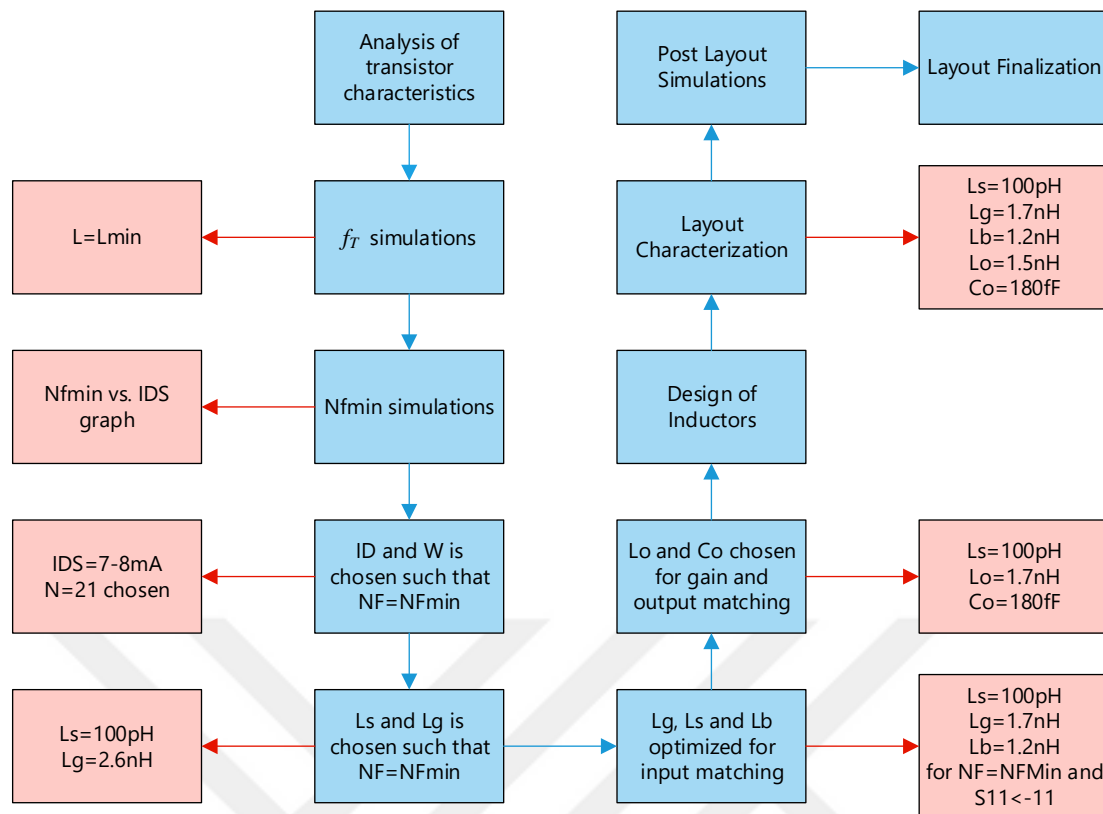 Analysis of
transistor
characteristics
Post Layout
Simulations
Layout Finalization
L=Lmin
f_T simulations
Layout
Characterization
Ls=100pH
Lg=1.7nH
Lb=1.2nH
Lo=1.5nH
Co=180fF
Nfmin vs. IDS
graph
Nfmin simulations
Design of
Inductors
IDS=7-8mA
N=21 chosen
ID and W is
chosen such that
NF=NFmin
Lo and Co chosen
for gain and
output matching
Ls=100pH
Lo=1.7nH
Co=180fF
Ls=100pH
Lg=2.6nH
Ls and Lg is
chosen such that
NF=NFmin
Lg, Ls and Lb
optimized for
input matching
Ls=100pH
Lg=1.7nH
Lb=1.2nH
for NF=NFMin and
S11<-11